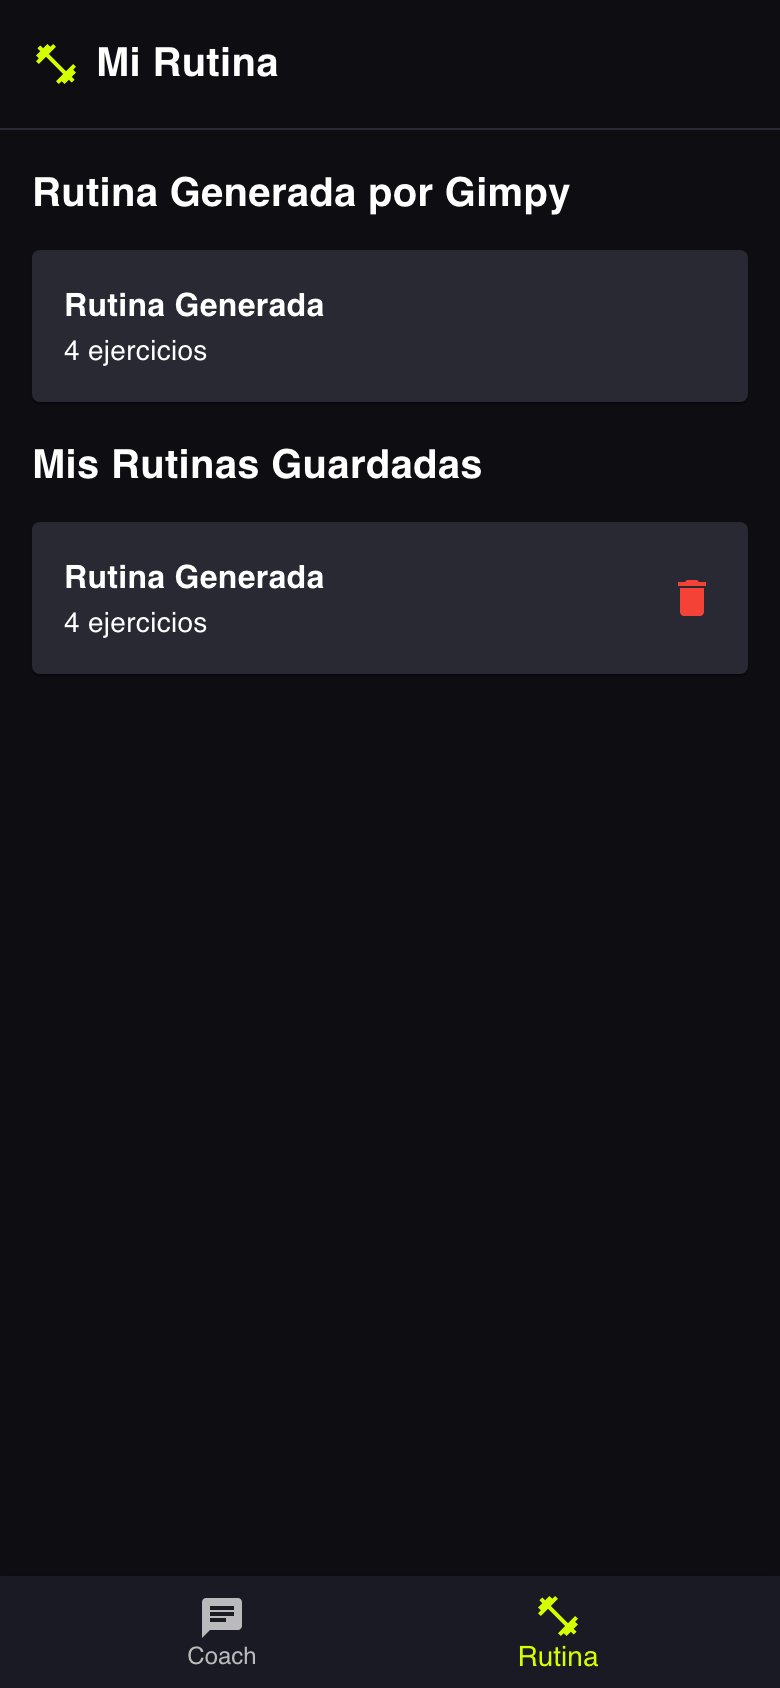 Mi Rutina
Rutina Generada por Gimpy
Rutina Generada
4 ejercicios
Mis Rutinas Guardadas
Rutina Generada
4 ejercicios
Coach
Rutina